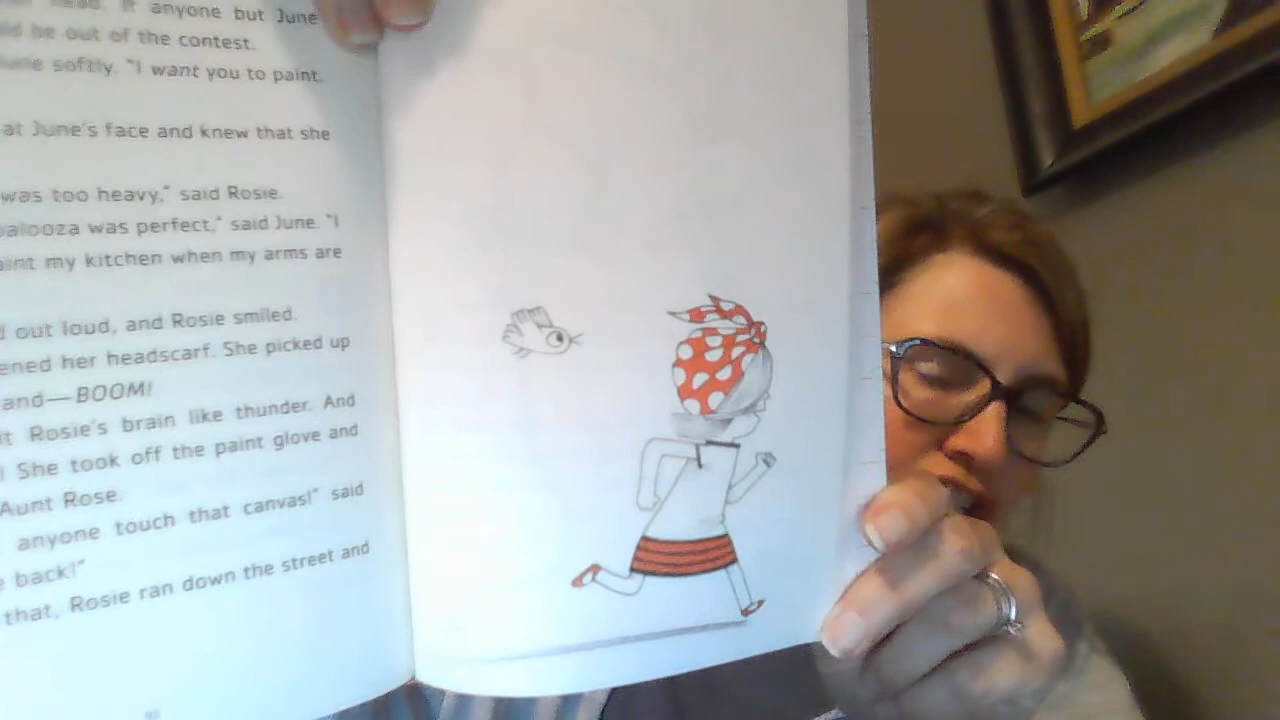 If anyone but June
be out of the contest.
softly. "I want you to paint.
at June's face and knew that she
was too heavy," said Rosie.
palooza was perfect," said June. "I
my kitchen when my arms are
out loud, and Rosie smiled.
her headscarf. She picked up
and—BOOM!
Rosie's brain like thunder. And
She took off the paint glove and
Aunt Rose.
anyone touch that canvas!" said
back!"
that, Rosie ran down the street and